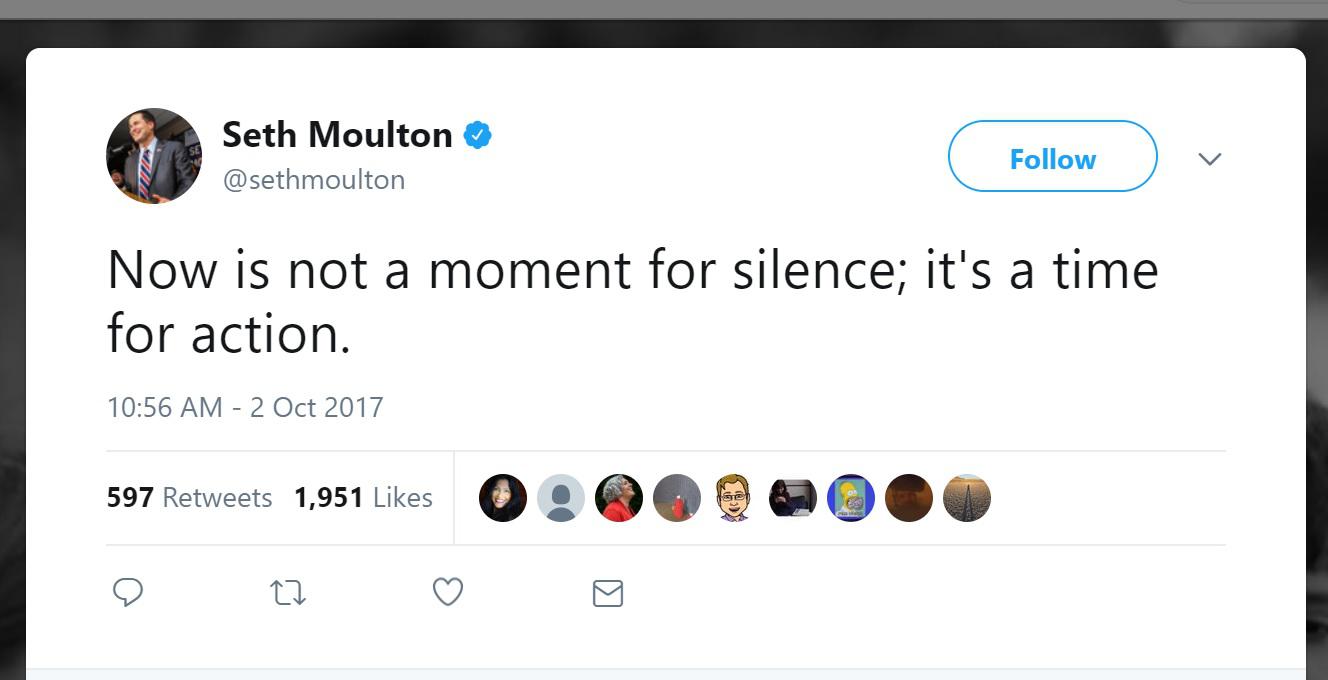 Seth Moulton
@sethmoulton
Follow
Now is not a moment for silence; it's a time
for action.
10:56 AM - 2 Oct 2017
597 Retweets 1,951 Likes